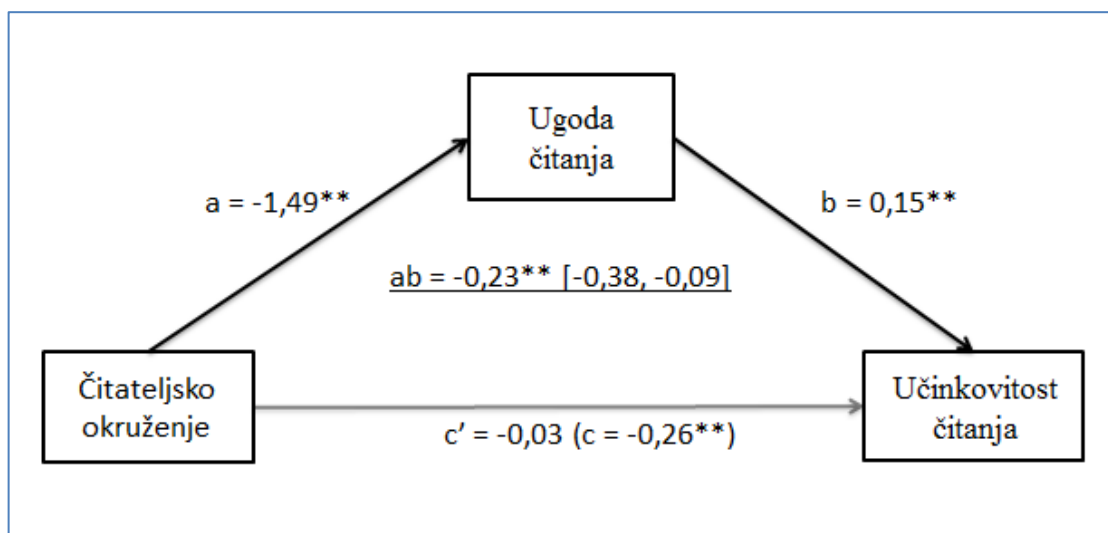 Ugoda
čitanja
a = -1,49**
b = 0,15**
ab = -0,23** [-0,38, -0,09]
Čitateljsko
okruženje
Učinkovitost
čitanja
c’ = -0,03 (c = -0,26**)